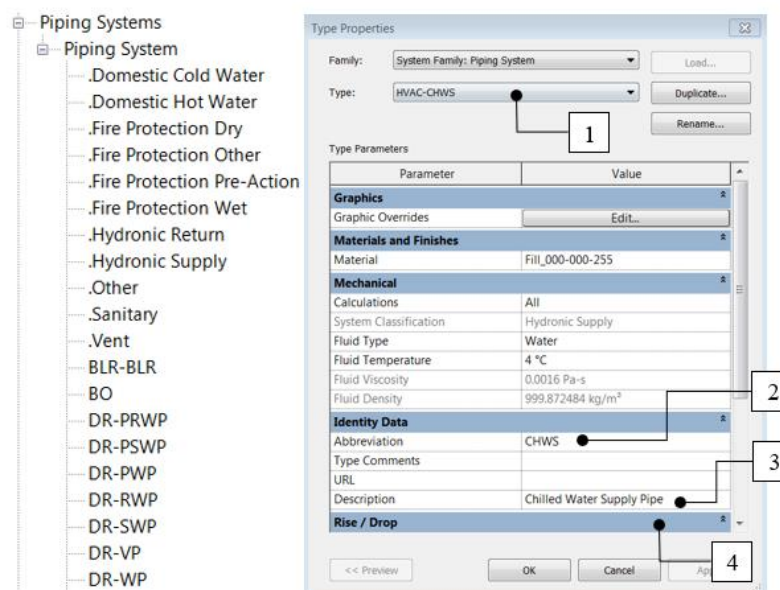 Piping Systems
Piping System
.Domestic Cold Water
.Domestic Hot Water
.Fire Protection Dry
.Fire Protection Other
.Fire Protection Pre-Action
.Fire Protection Wet
.Hydronic Return
.Hydronic Supply
.Other
.Sanitary
.Vent
BLR-BLR
BO
DR-PRWP
DR-PSWP
DR-PWP
DR-RWP
DR-SWP
DR-VP
DR-WP
Type Properties
Family: System Family: Piping System Load...
Type: HVAC-CHWS Duplicate...
1
Rename...
Type Parameters
Parameter Value
Graphics
Graphic Overrides Edit...
Materials and Finishes
Material Fill_000-000-255
Mechanical
Calculations All
System Classification Hydronic Supply
Fluid Type Water
Fluid Temperature 4 °C
Fluid Viscosity 0.0016 Pa-s
Fluid Density 999.872484 kg/m³
2
Identity Data
Abbreviation CHWS
Type Comments
3
URL
Description Chilled Water Supply Pipe
Rise / Drop
4
<< Preview OK Cancel